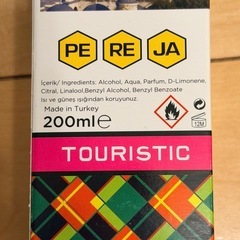 PE RE JA
İçerik/ Ingredients: Alcohol, Aqua, Parfum, D-Limonene,
Citral, Linalool,Benzyl Alcohol, Benzyl Benzoate
Isı ve güneş ışığından koruyunuz.
Made in Turkey
200ml℮
12M
TOURISTIC